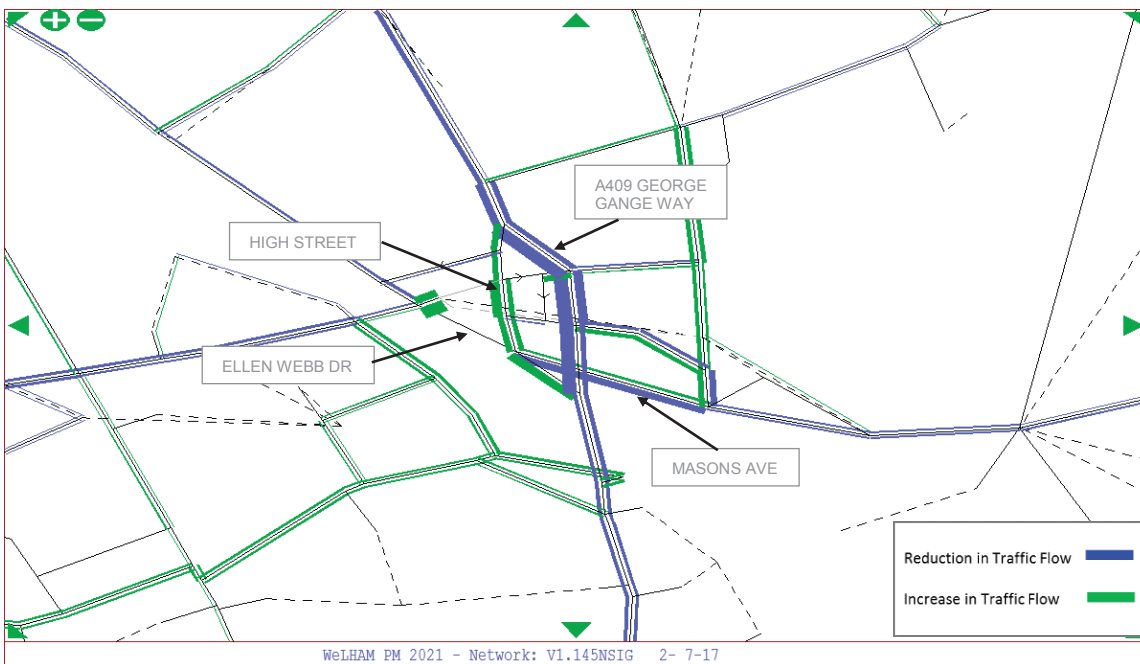 A409 GEORGE
GANGE WAY
HIGH STREET
ELLEN WEBB DR
MASONS AVE
Reduction in Traffic Flow
Increase in Traffic Flow
WeLHAM PM 2021 - Network: V1.145NSIG 2- 7-17